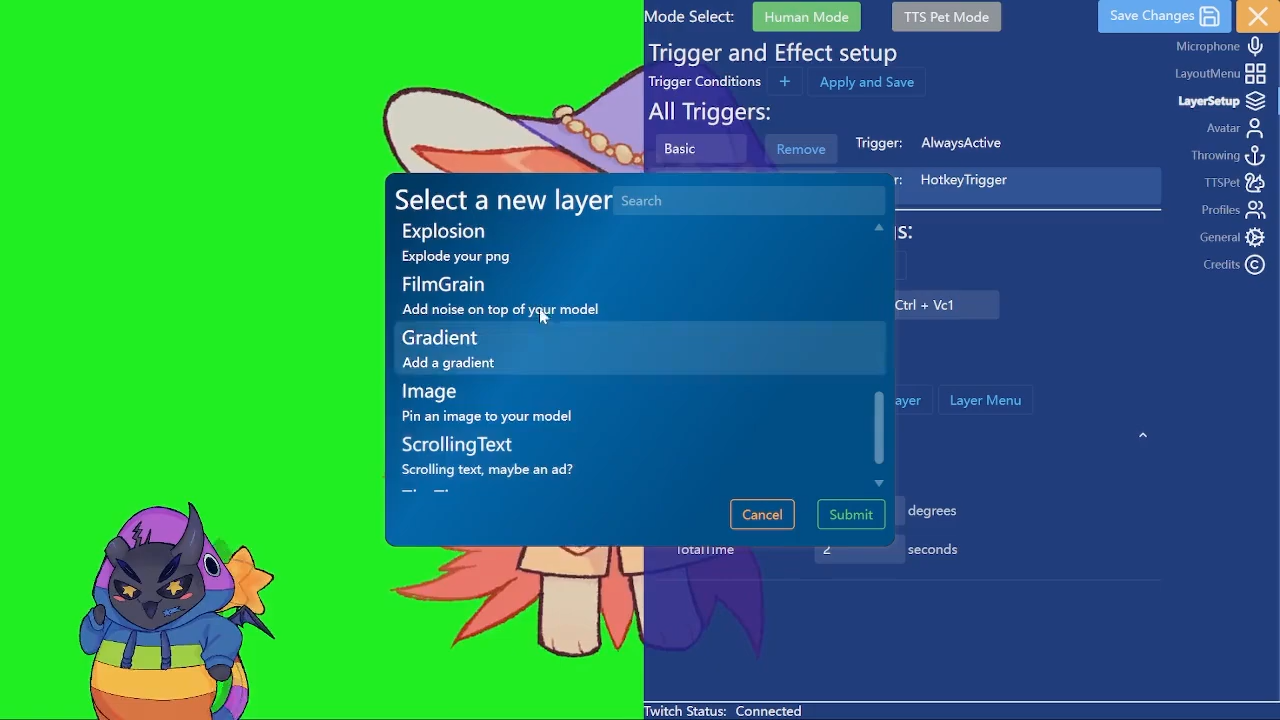 Mode Select: Human Mode TTS Pet Mode Save Changes
Trigger and Effect setup
Microphone
LayoutMenu
LayerSetup
Avatar
Throwing
TTSPet
Profiles
General
Credits
Trigger Conditions + Apply and Save
All Triggers:
Basic Remove Trigger: AlwaysActive
r: HotkeyTrigger
Select a new layer Search
gs:
Explosion
Explode your png
FilmGrain
Add noise on top of your model
Ctrl + Vc1
Gradient
Add a gradient
Image
Pin an image to your model
ayer Layer Menu
ScrollingText
Scrolling text, maybe an ad?
Cancel Submit
degrees
TotalTime 2 seconds
Twitch Status: Connected